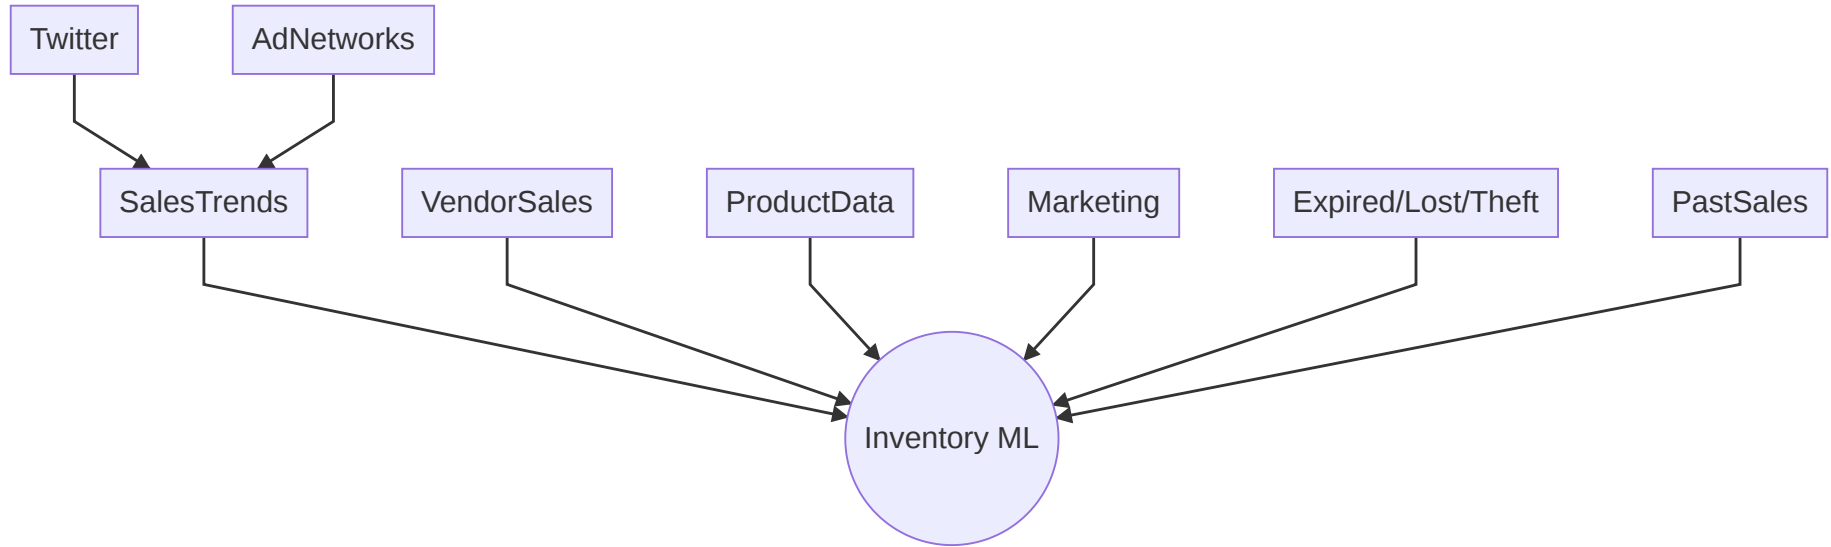 Twitter
AdNetworks
SalesTrends
VendorSales
ProductData
Marketing
Expired/Lost/Theft
PastSales
Inventory ML